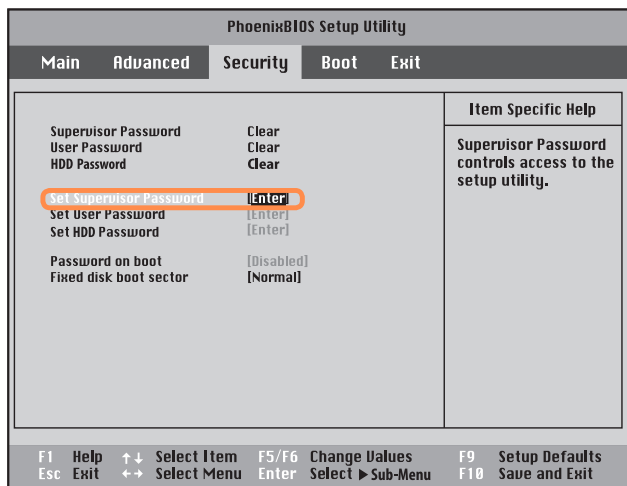 PhoenixBIOS Setup Utility
Main Advanced Security Boot Exit
Item Specific Help
Supervisor Password Clear
User Password Clear
HDD Password Clear
Set Supervisor Password [Enter]
Set User Password [Enter]
Set HDD Password [Enter]
Password on boot [Disabled]
Fixed disk boot sector [Normal]
Supervisor Password
controls access to the
setup utility.
F1 Help ↑↓ Select Item F5/F6 Change Values F9 Setup Defaults
Esc Exit ←→ Select Menu Enter Select ▶ Sub-Menu F10 Save and Exit